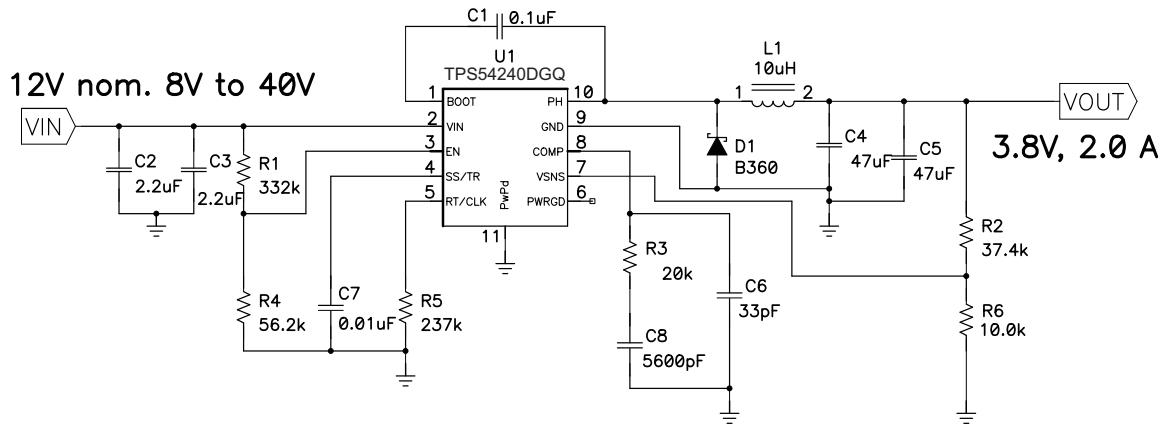 C1
0.1uF
U1
TPS54240DGQ
L1
10uH
12V nom. 8V to 40V
VIN
VOUT
3.8V, 2.0 A
1 BOOT PH 10
2 VIN GND 9
3 EN COMP 8
4 SS/TR VSNS 7
5 RT/CLK PWRGD 6
PwPd
11
1 2
C2
2.2uF
C3
2.2uF
R1
332k
D1
B360
C4
47uF
C5
47uF
R2
37.4k
R3
20k
R4
56.2k
C7
0.01uF
R5
237k
C6
33pF
C8
5600pF
R6
10.0k